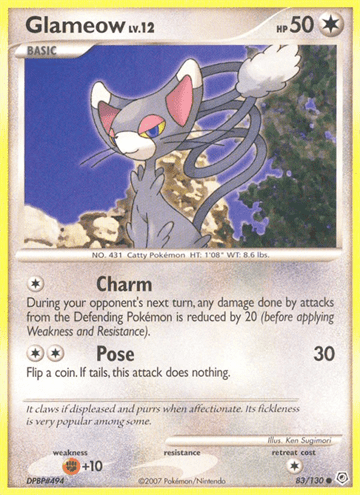 Glameow LV.12 HP 50
BASIC
NO. 431 Catty Pokémon HT: 1'08" WT: 8.6 lbs.
Charm
During your opponent's next turn, any damage done by attacks
from the Defending Pokémon is reduced by 20 (before applying
Weakness and Resistance).
Pose 30
Flip a coin. If tails, this attack does nothing.
It claws if displeased and purrs when affectionate. Its fickleness
is very popular among some.
Illus. Ken Sugimori
weakness resistance retreat cost
+10
DPBP#494 ©2007 Pokémon/Nintendo 83/130